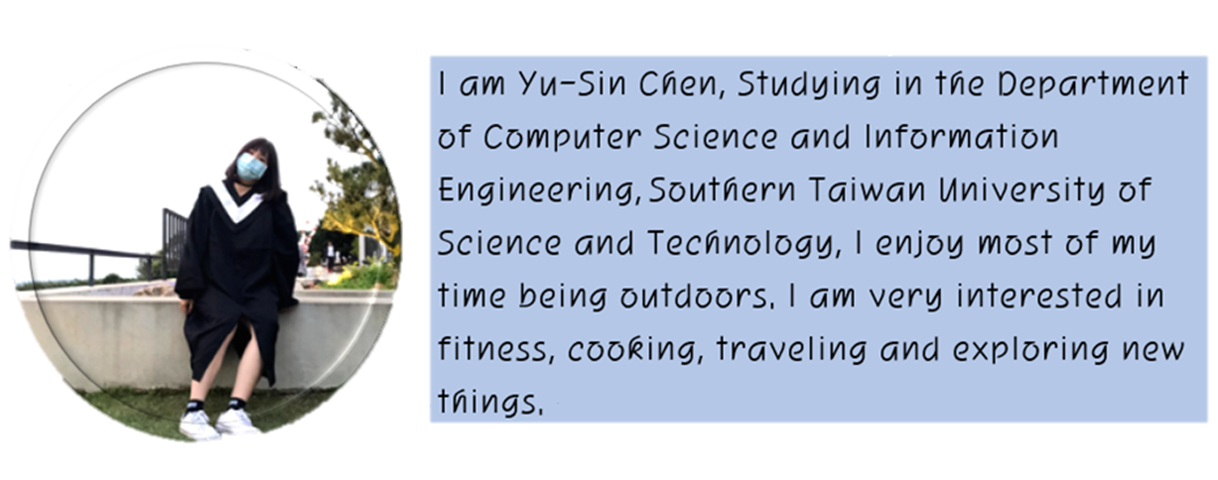 I am Yu-Sin Chen, Studying in the Department
of Computer Science and Information
Engineering, Southern Taiwan University of
Science and Technology, I enjoy most of my
time being outdoors. I am very interested in
fitness, cooking, traveling and exploring new
things.